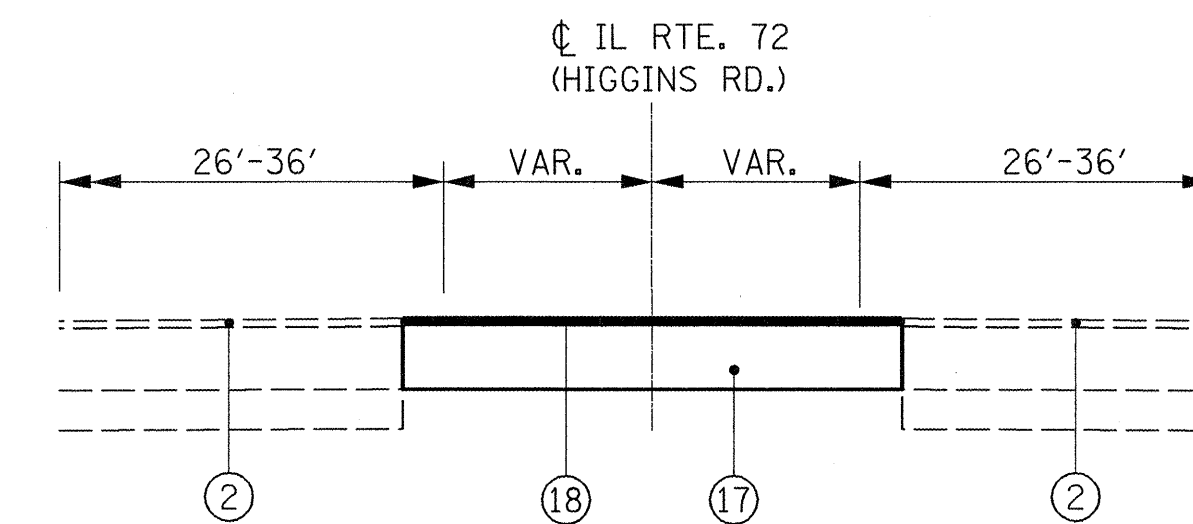 ℄ IL RTE. 72
(HIGGINS RD.)
26'-36' VAR. VAR. 26'-36'
2 18 17 2